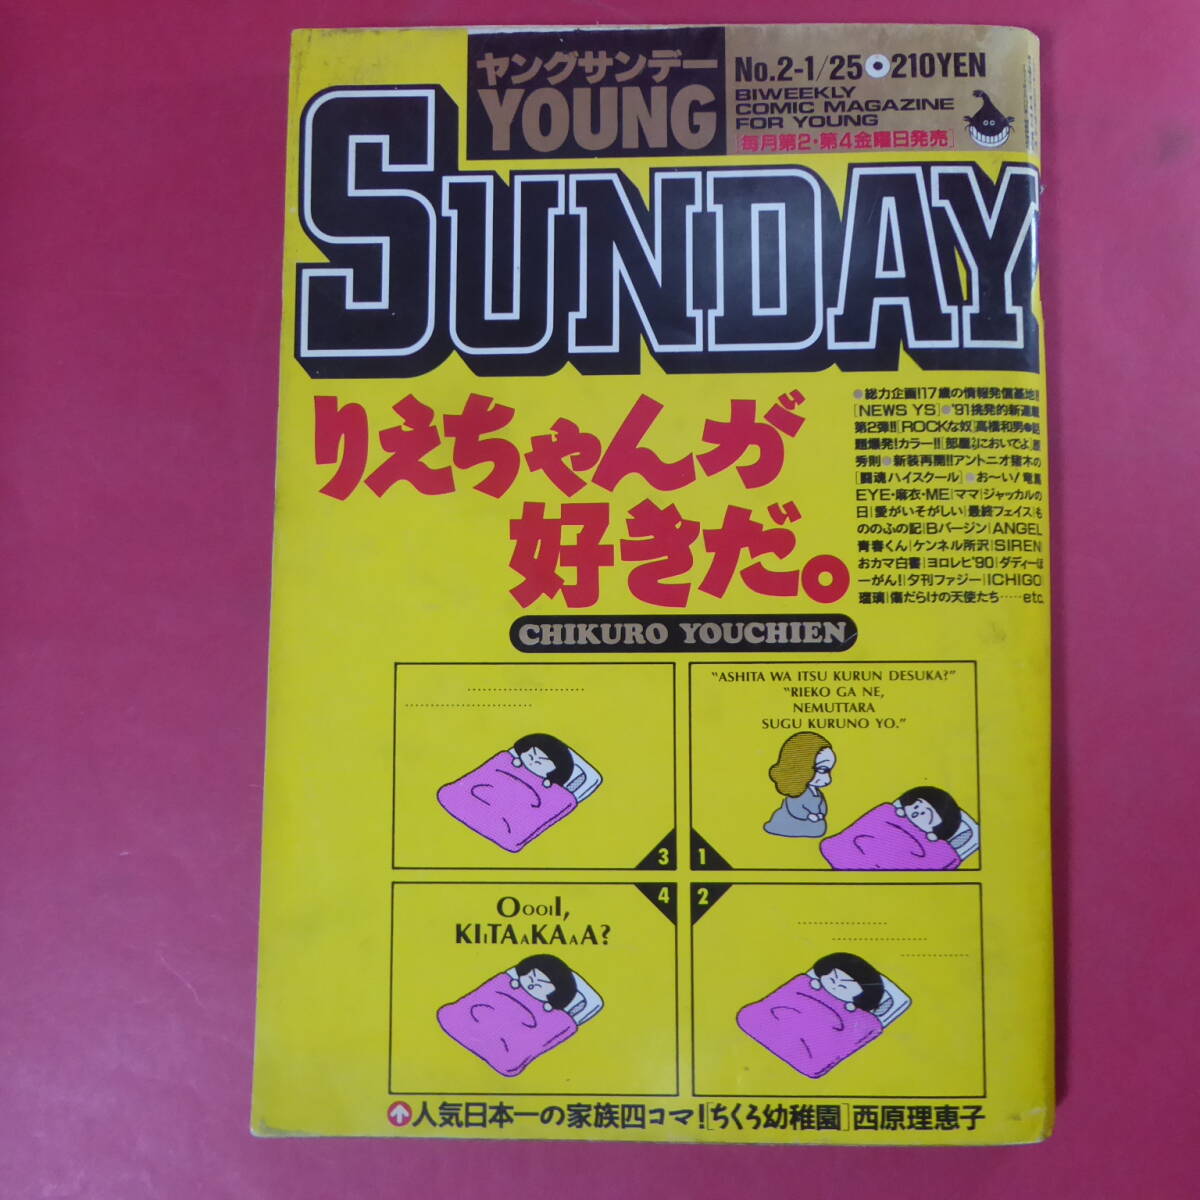 ヤングサンデー
YOUNG
No.2-1/25●210YEN
BIWEEKLY
COMIC MAGAZINE
FOR YOUNG
[毎月第2・第4金曜日発売]
SUNDAY
りえちゃんが
好きだ。
CHIKURO YOUCHIEN
●総力企画!17歳の情報発信基地!!
[NEWS YS]●'91挑発的新連載
第2弾!![ROCKな奴]高橋和男●話
題爆発!カラー!![部屋においでよ]原
秀則●新装再開!!アントニオ猪木の
[闘魂ハイスクール]●お〜い!竜馬
EYE・麻衣・ME|ママ|ジャッカルの
日|愛がいそがしい|最終フェイス|も
ののふの記|Bバージン|ANGEL
青春くん|ケンネル所沢|SIREN
おカマ白書|ヨロレヒ'90|ダディーは
ーがん!|夕刊ファジー|ICHIGO
瑠璃|傷だらけの天使たち……etc.
"ASHITA WA ITSU KURUN DESUKA?"
"RIEKO GA NE,
NEMUTTARA
SUGU KURUNO YO."
1
2
3
OOOII,
KIITAAKAAA?
4
↑人気日本一の家族四コマ![ちくろ幼稚園]西原理恵子